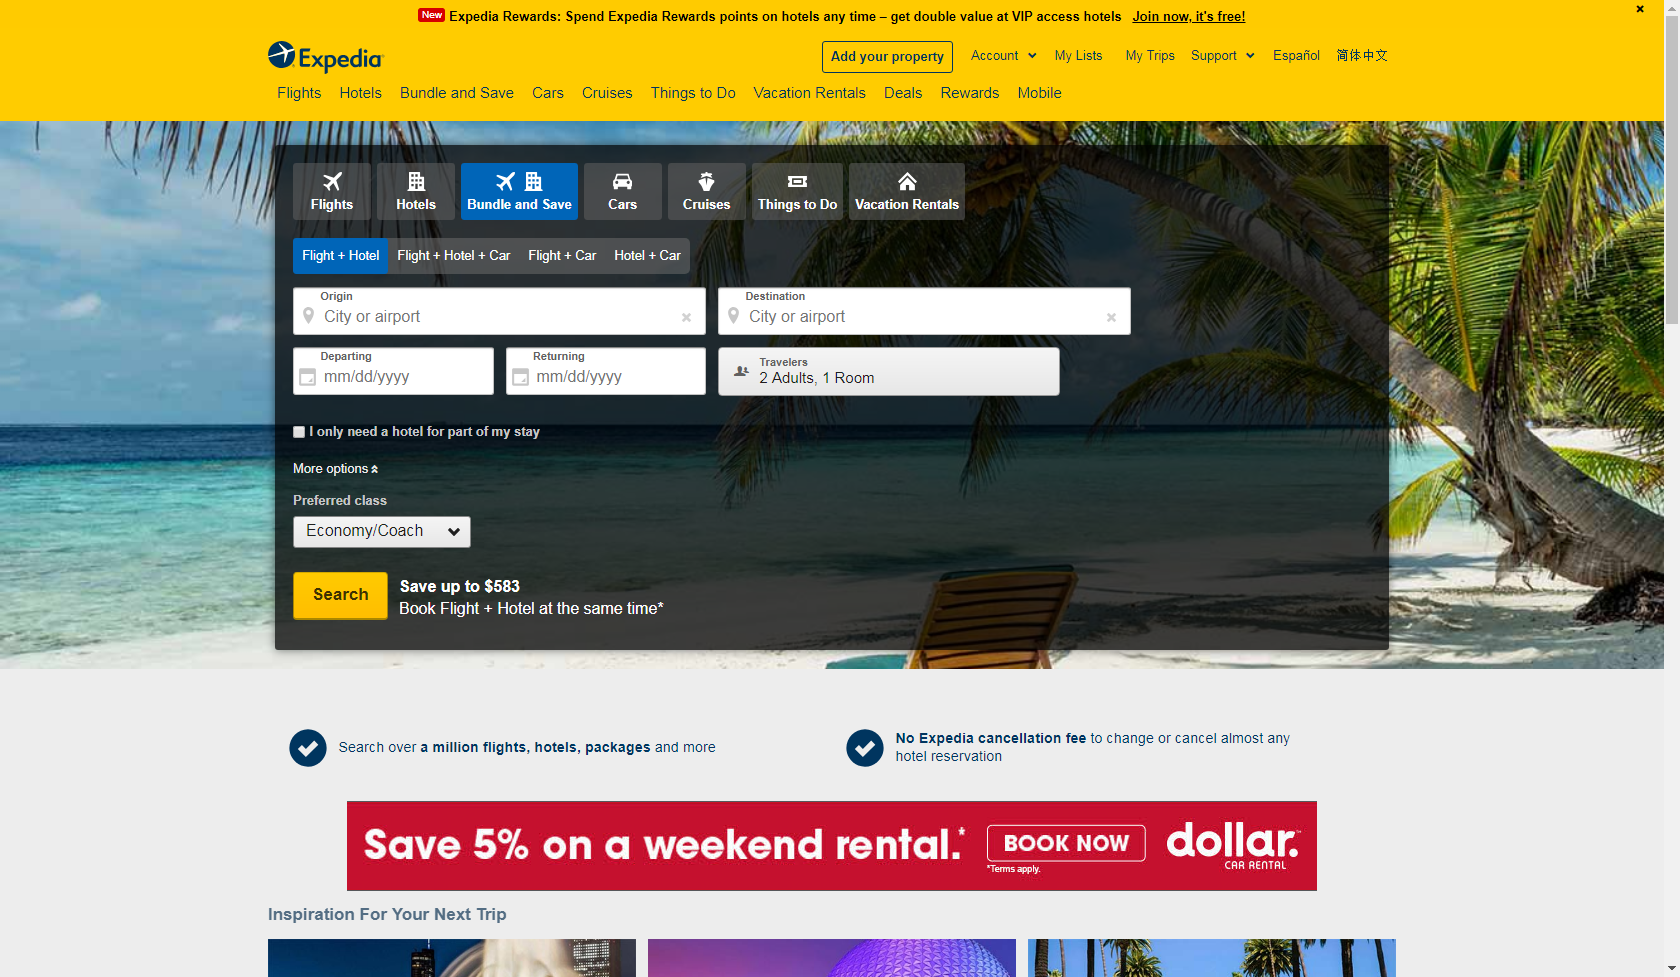 New Expedia Rewards: Spend Expedia Rewards points on hotels any time – get double value at VIP access hotels Join now, it's free!
Expedia
Add your property Account My Lists My Trips Support Español 简体中文
Flights Hotels Bundle and Save Cars Cruises Things to Do Vacation Rentals Deals Rewards Mobile
Flights Hotels Bundle and Save Cars Cruises Things to Do Vacation Rentals
Flight + Hotel Flight + Hotel + Car Flight + Car Hotel + Car
Origin
City or airport
Destination
City or airport
Departing
mm/dd/yyyy
Returning
mm/dd/yyyy
Travelers
2 Adults, 1 Room
I only need a hotel for part of my stay
More options
Preferred class
Economy/Coach
Search
Save up to $583
Book Flight + Hotel at the same time*
Search over a million flights, hotels, packages and more
No Expedia cancellation fee to change or cancel almost any
hotel reservation
Save 5% on a weekend rental.*
BOOK NOW
*Terms apply.
dollar.
CAR RENTAL
Inspiration For Your Next Trip